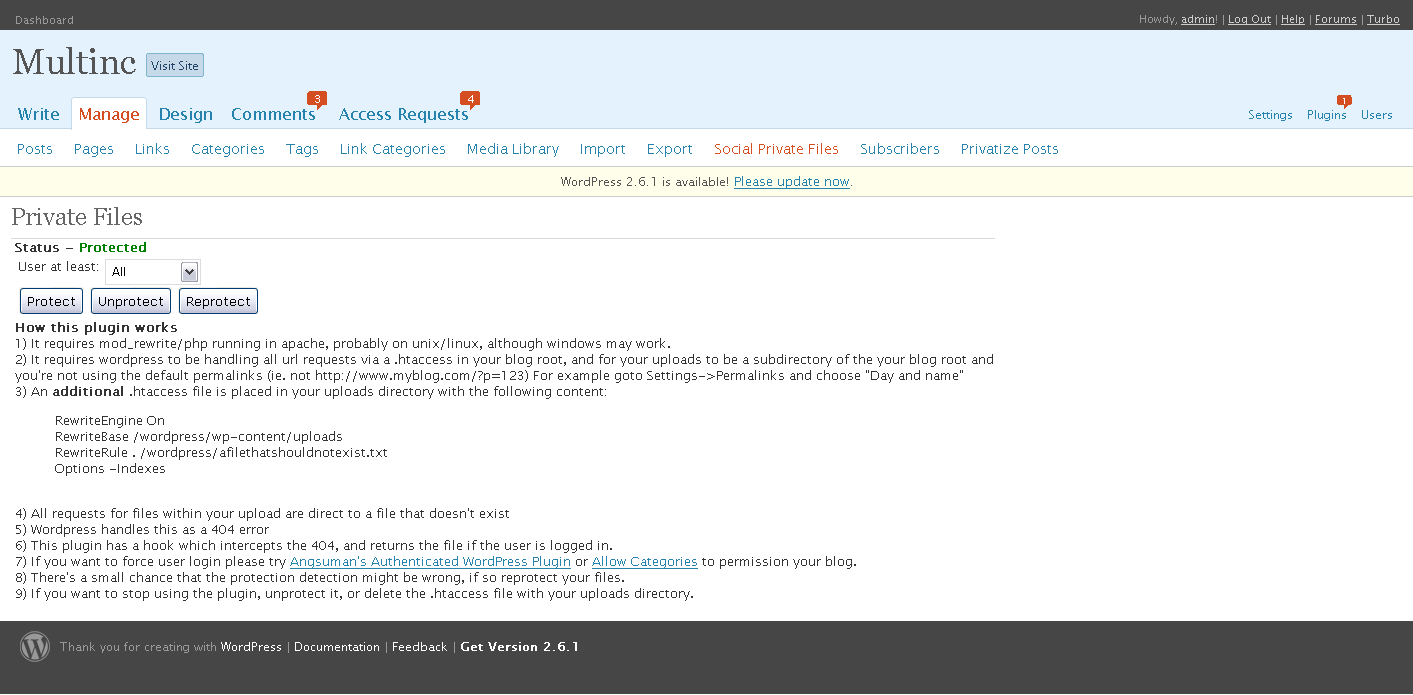 Dashboard
Howdy, admin! | Log Out | Help | Forums | Turbo
Multinc Visit Site
3 4 1
Write Manage Design Comments Access Requests Settings Plugins Users
Posts Pages Links Categories Tags Link Categories Media Library Import Export Social Private Files Subscribers Privatize Posts
WordPress 2.6.1 is available! Please update now.
Private Files
Status - Protected
User at least: All
Protect Unprotect Reprotect
How this plugin works
1) It requires mod_rewrite/php running in apache, probably on unix/linux, although windows may work.
2) It requires wordpress to be handling all url requests via a .htaccess in your blog root, and for your uploads to be a subdirectory of the your blog root and
you're not using the default permalinks (ie. not http://www.myblog.com/?p=123) For example goto Settings->Permalinks and choose "Day and name"
3) An additional .htaccess file is placed in your uploads directory with the following content:
RewriteEngine On
RewriteBase /wordpress/wp-content/uploads
RewriteRule . /wordpress/afilethatshouldnotexist.txt
Options -Indexes
4) All requests for files within your upload are direct to a file that doesn't exist
5) Wordpress handles this as a 404 error
6) This plugin has a hook which intercepts the 404, and returns the file if the user is logged in.
7) If you want to force user login please try Angsuman's Authenticated WordPress Plugin or Allow Categories to permission your blog.
8) There's a small chance that the protection detection might be wrong, if so reprotect your files.
9) If you want to stop using the plugin, unprotect it, or delete the .htaccess file with your uploads directory.
Thank you for creating with WordPress | Documentation | Feedback | Get Version 2.6.1